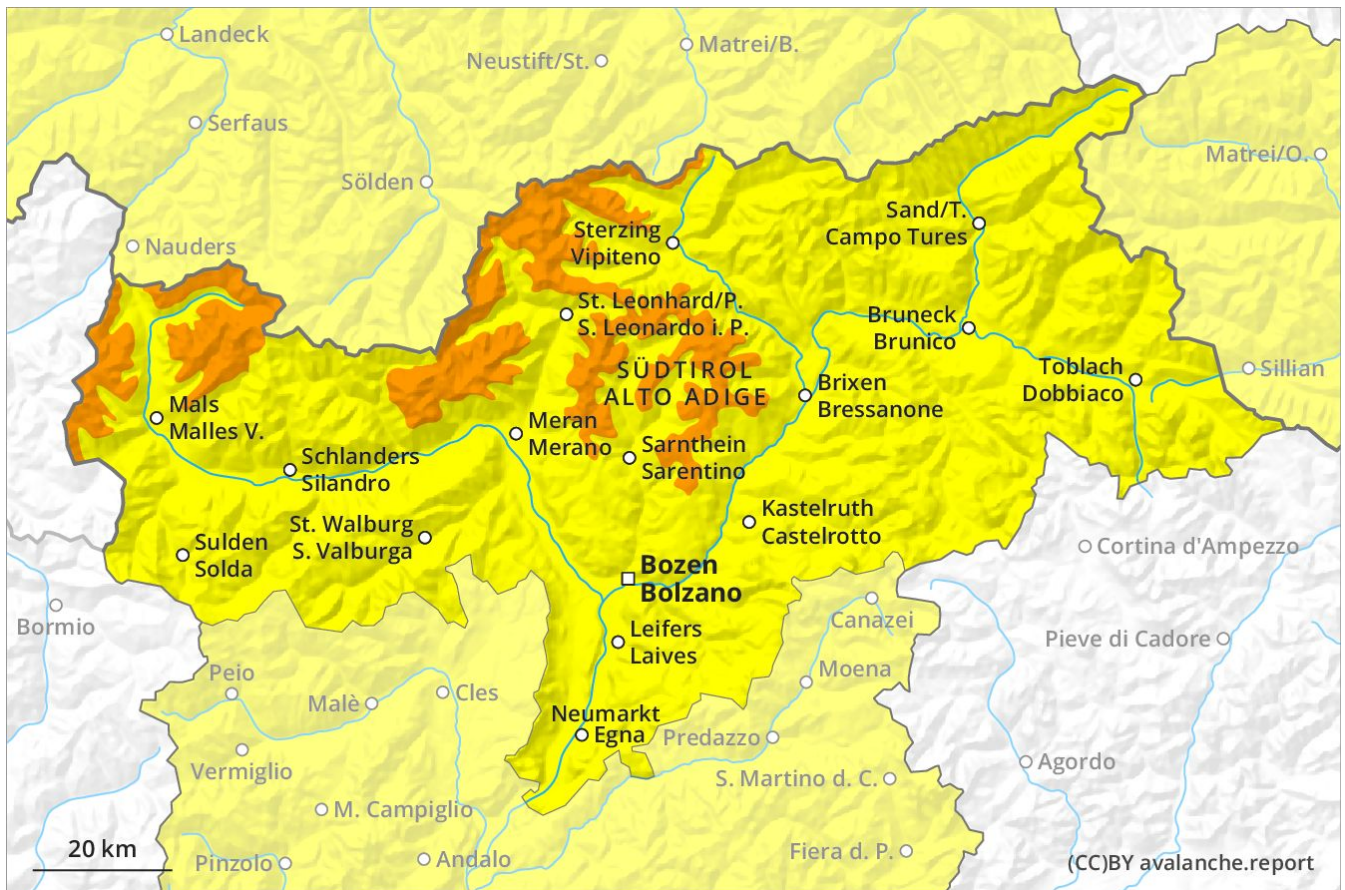 Landeck
Matrei/B.
Neustift/St.
Serfaus
Matrei/O.
Sölden
Sand/T.
Campo Tures
Nauders
Sterzing
Vipiteno
St. Leonhard/P.
S. Leonardo i. P.
Bruneck
Brunico
SÜDTIROL
ALTO ADIGE
Toblach
Dobbiaco
Sillian
Brixen
Bressanone
Mals
Malles V.
Meran
Merano
Sarnthein
Sarentino
Schlanders
Silandro
Kastelruth
Castelrotto
St. Walburg
S. Valburga
Sulden
Solda
Cortina d'Ampezzo
Bozen
Bolzano
Bormio
Canazei
Leifers
Laives
Pieve di Cadore
Peio
Moena
Malè
Cles
Neumarkt
Egna
Predazzo
Vermiglio
Agordo
S. Martino d. C.
M. Campiglio
20 km
Pinzolo
Andalo
Fiera d. P.
(CC)BY avalanche.report